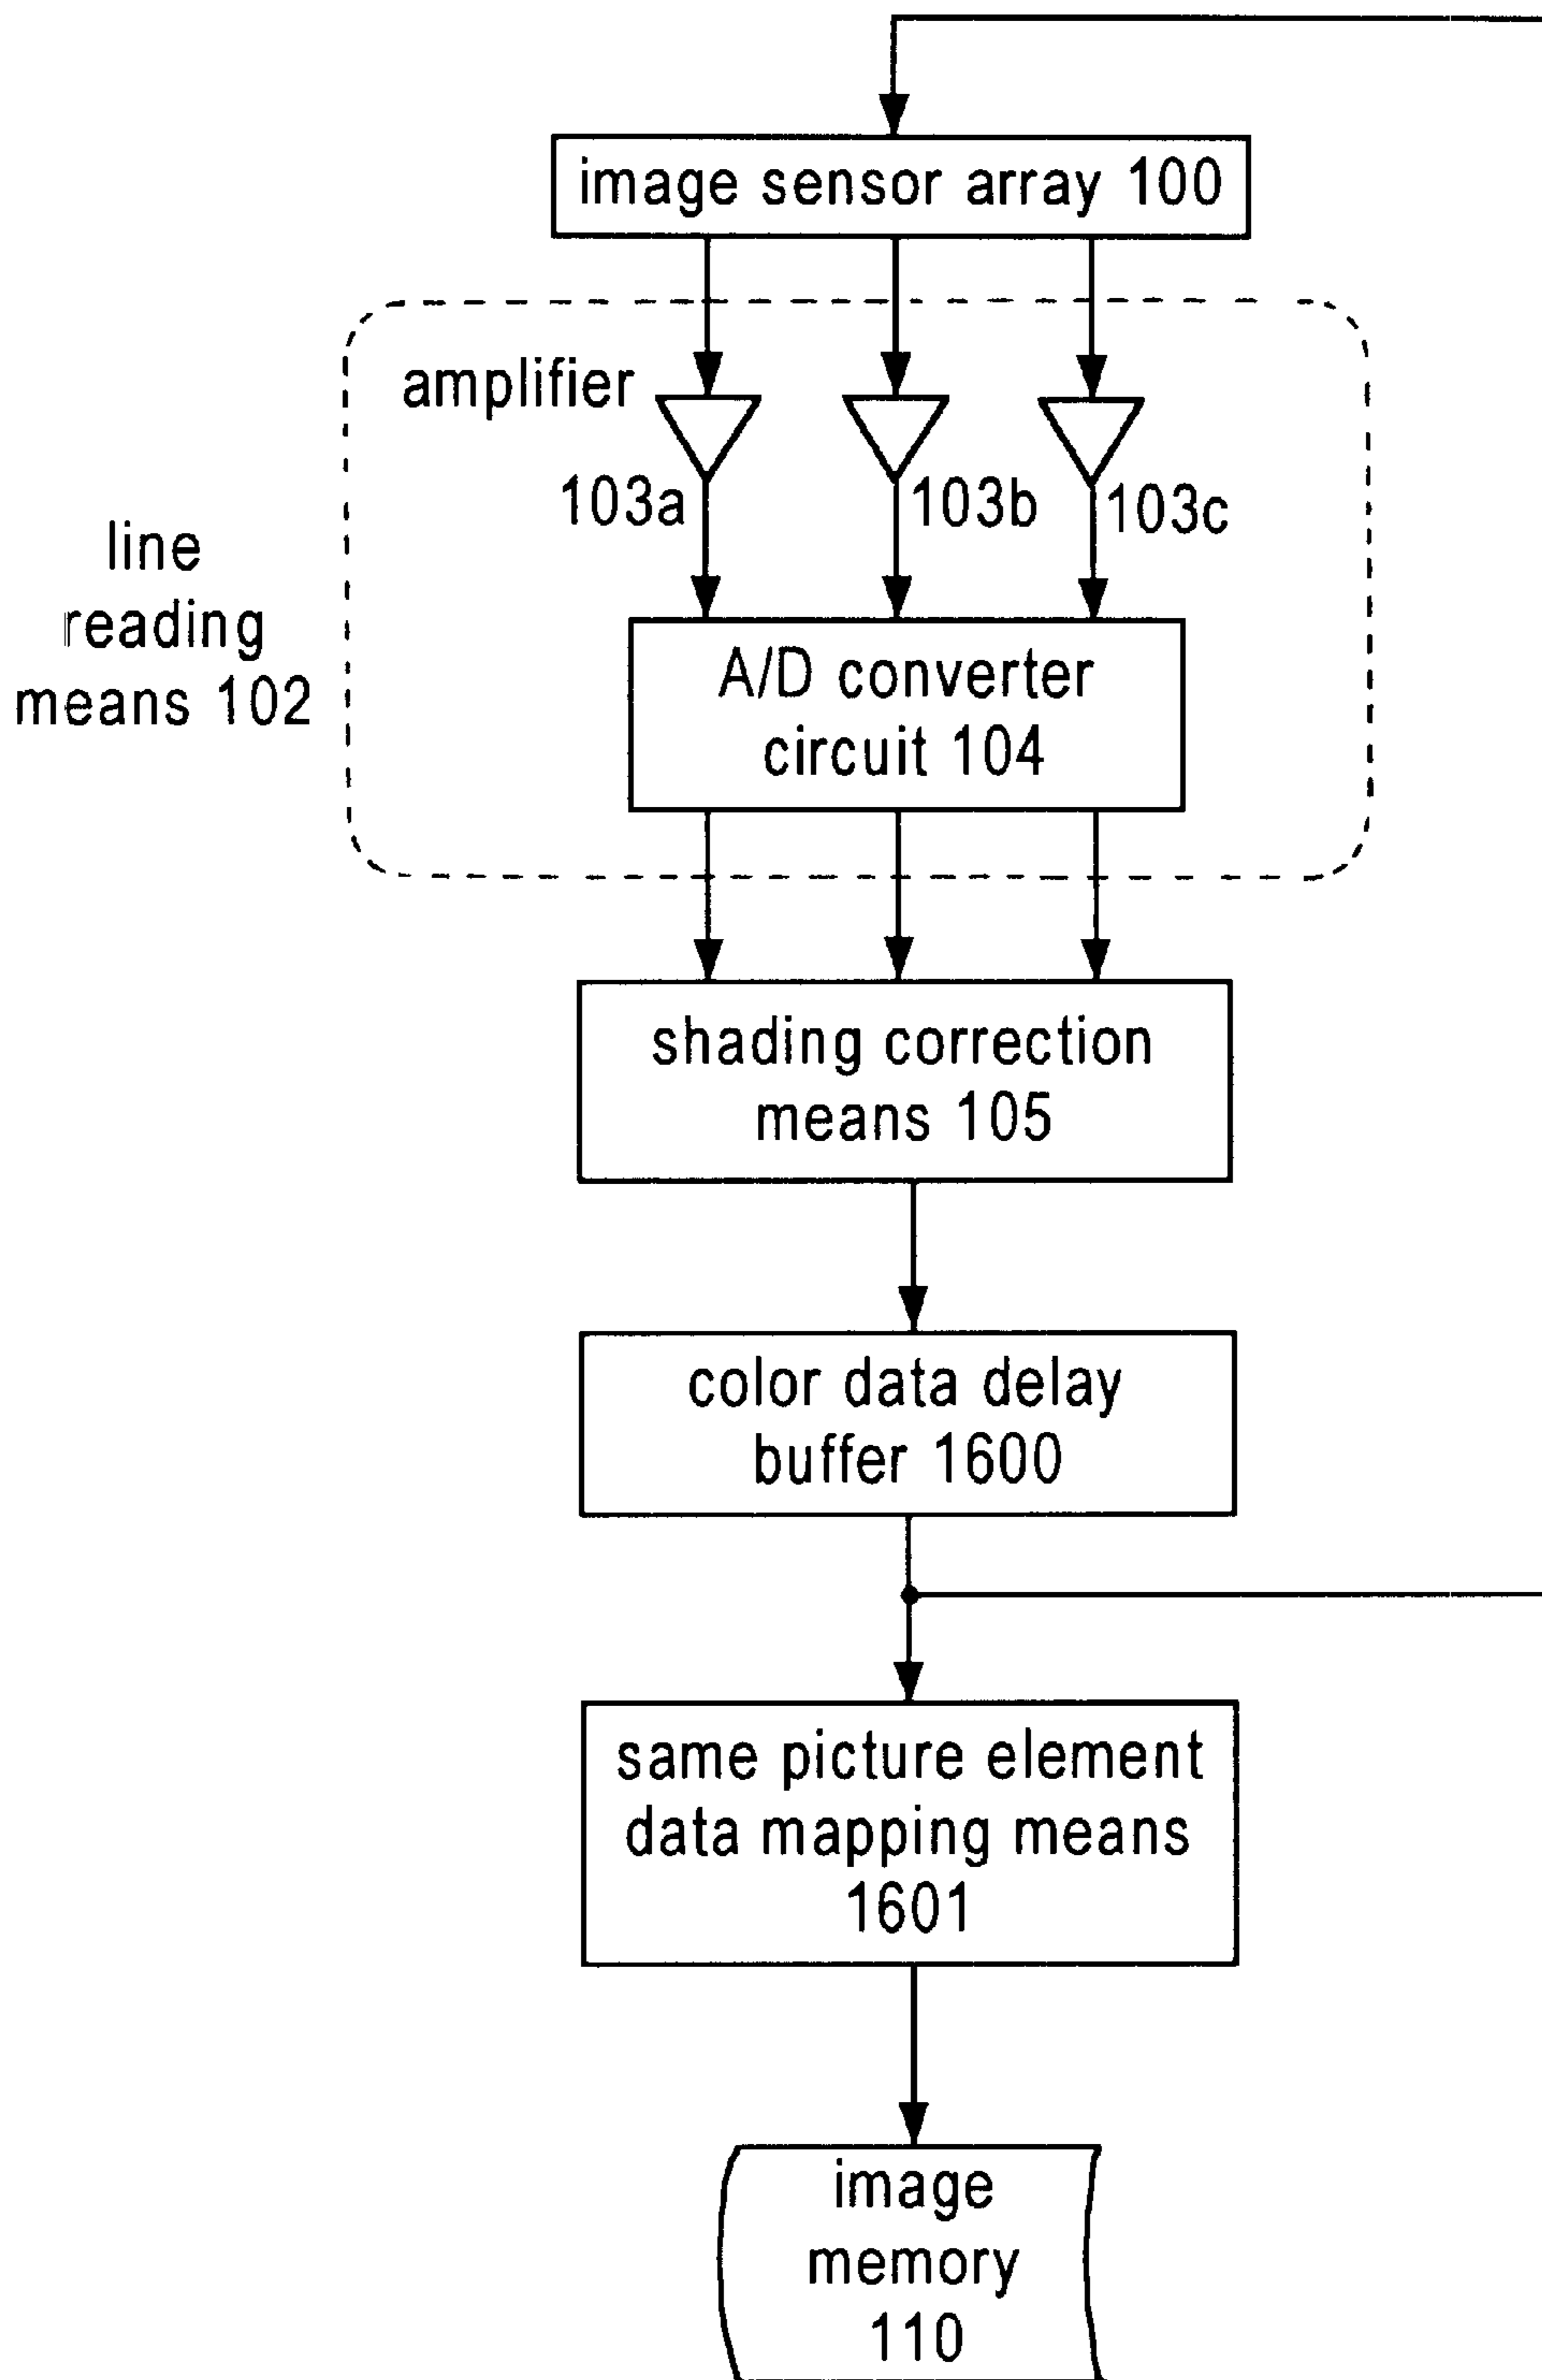 image sensor array 100
amplifier
103a
103b
103c
line
reading
means 102
A/D converter
circuit 104
shading correction
means 105
color data delay
buffer 1600
same picture element
data mapping means
1601
image
memory
110